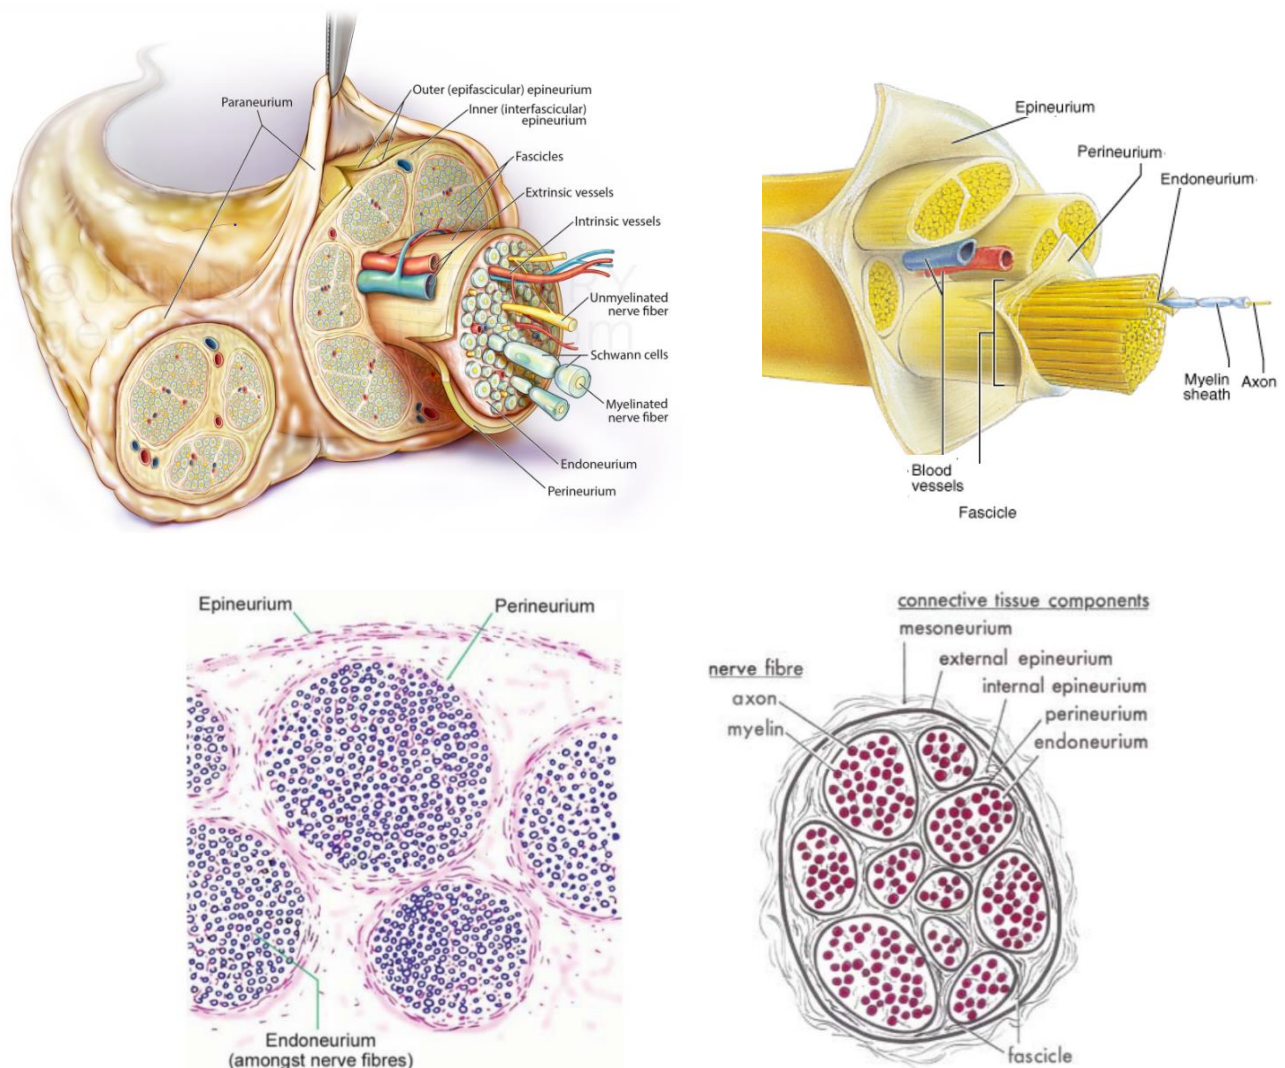 Paraneurium
Outer (epifascicular) epineurium
Inner (interfascicular)
epineurium
Fascicles
Extrinsic vessels
Intrinsic vessels
Unmyelinated
nerve fiber
Schwann cells
Myelinated
nerve fiber
Endoneurium
Perineurium
Epineurium
Perineurium
Endoneurium
Myelin
sheath
Axon
Blood
vessels
Fascicle
Epineurium
Perineurium
Endoneurium
(amongst nerve fibres)
connective tissue components
mesoneurium
external epineurium
internal epineurium
perineurium
endoneurium
nerve fibre
axon
myelin
fascicle